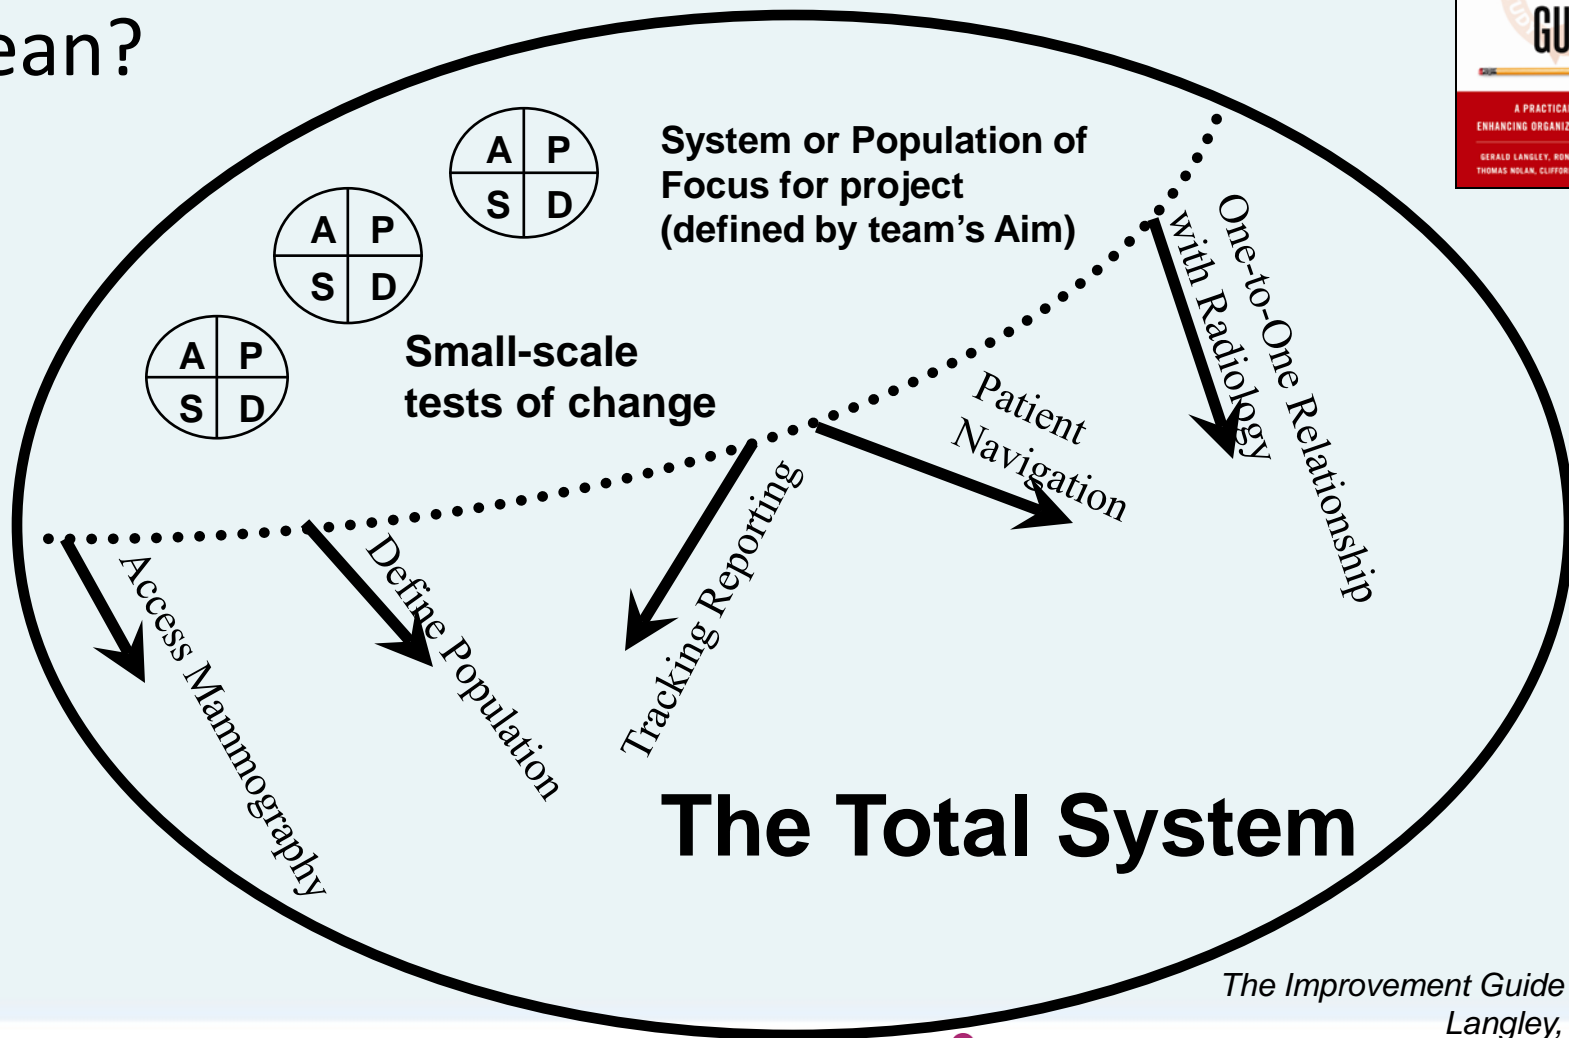 ean?
GU
A PRACTICA
ENHANCING ORGANIZ
GERALD LANGLEY, RON
THOMAS NOLAN, CLIFFOR
A P
S D
A P
S D
A P
S D
System or Population of
Focus for project
(defined by team's Aim)
Small-scale
tests of change
Access Mammography
Define Population
Tracking Reporting
Patient
Navigation
One-to-One Relationship
with Radiology
The Total System
The Improvement Guide
Langley,